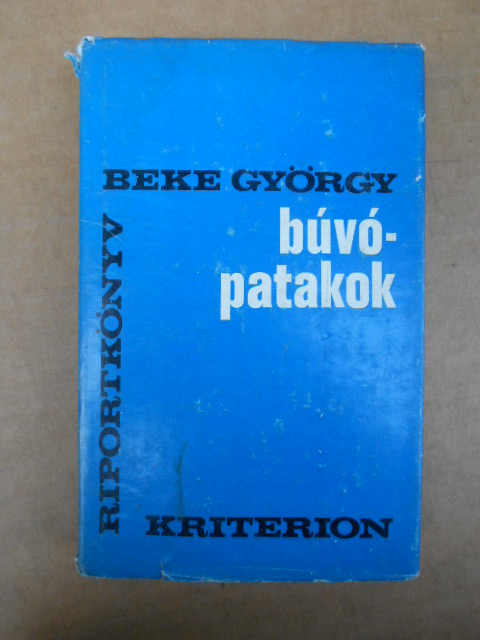 BEKE GYÖRGY
búvó-
patakok
RIPORTKÖNYV
KRITERION